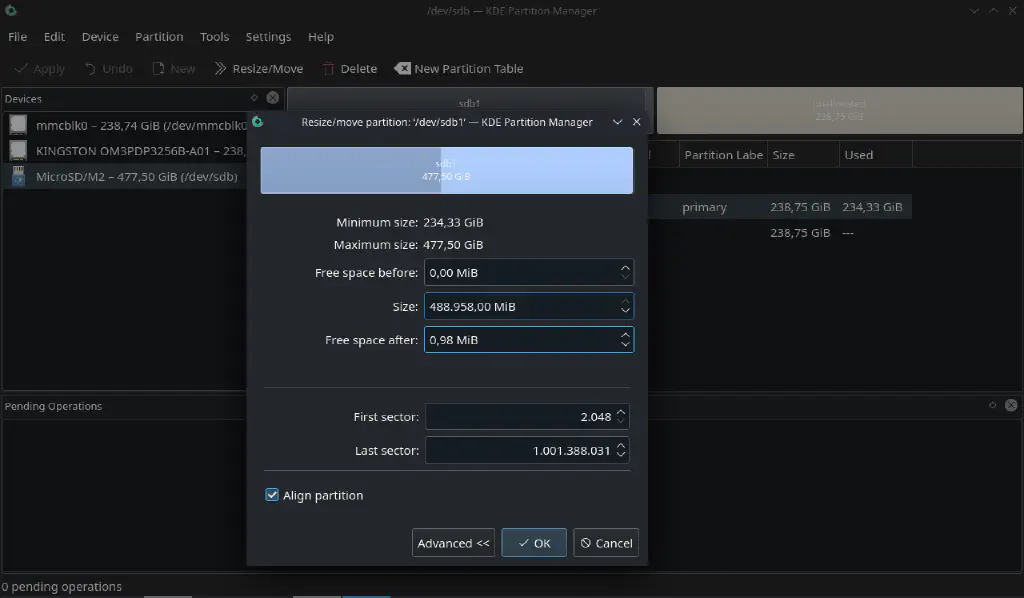 /dev/sdb — KDE Partition Manager
File Edit Device Partition Tools Settings Help
Apply Undo New Resize/Move Delete New Partition Table
Devices
sdb1
unallocated
238,75 GiB
mmcblk0 – 238,74 GiB (/dev/mmcblk0
KINGSTON OM3PDP3256B-A01 – 238,
MicroSD/M2 – 477,50 GiB (/dev/sdb)
Partition Labe Size Used
primary 238,75 GiB 234,33 GiB
238,75 GiB ---
Resize/move partition: '/dev/sdb1' — KDE Partition Manager
sdb1
477,50 GiB
Minimum size: 234,33 GiB
Maximum size: 477,50 GiB
Free space before: 0,00 MiB
Size: 488.958,00 MiB
Free space after: 0,98 MiB
First sector: 2.048
Last sector: 1.001.388.031
Align partition
Advanced << OK Cancel
Pending Operations
0 pending operations